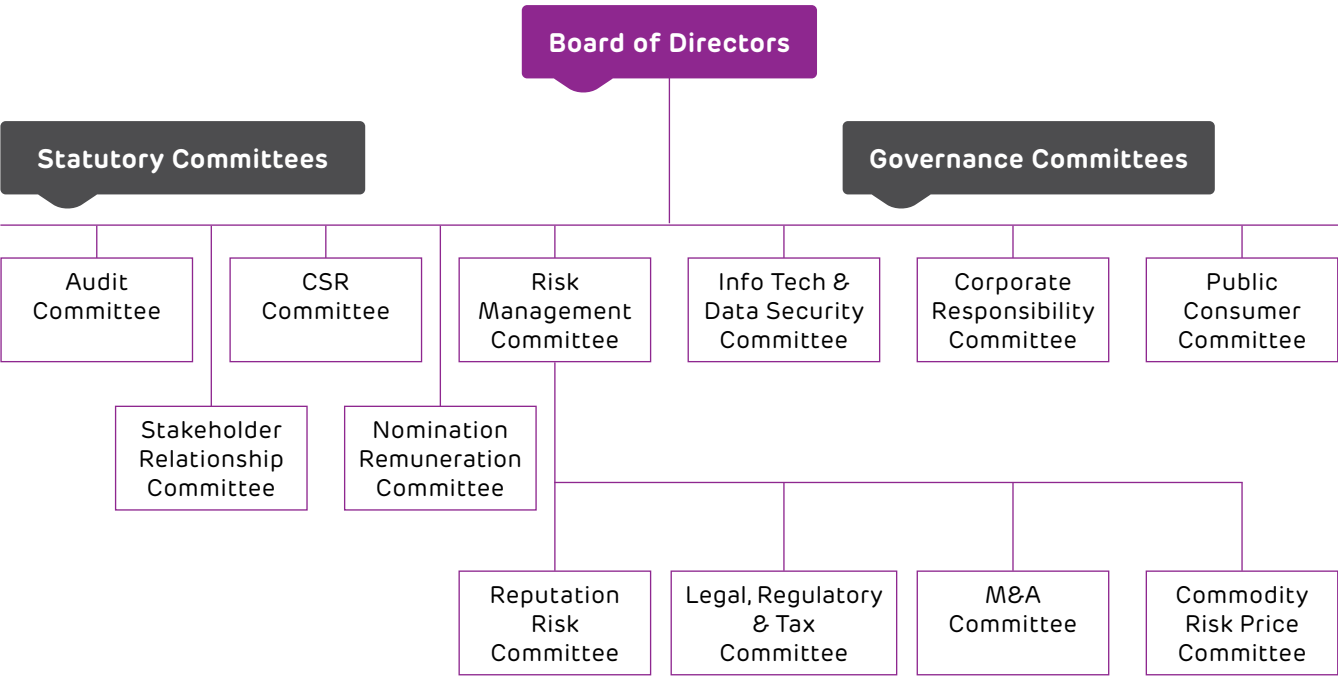 Board of Directors
Statutory Committees
Governance Committees
Audit
Committee
CSR
Committee
Risk
Management
Committee
Info Tech &
Data Security
Committee
Corporate
Responsibility
Committee
Public
Consumer
Committee
Stakeholder
Relationship
Committee
Nomination
Remuneration
Committee
Reputation
Risk
Committee
Legal, Regulatory
& Tax
Committee
M&A
Committee
Commodity
Risk Price
Committee